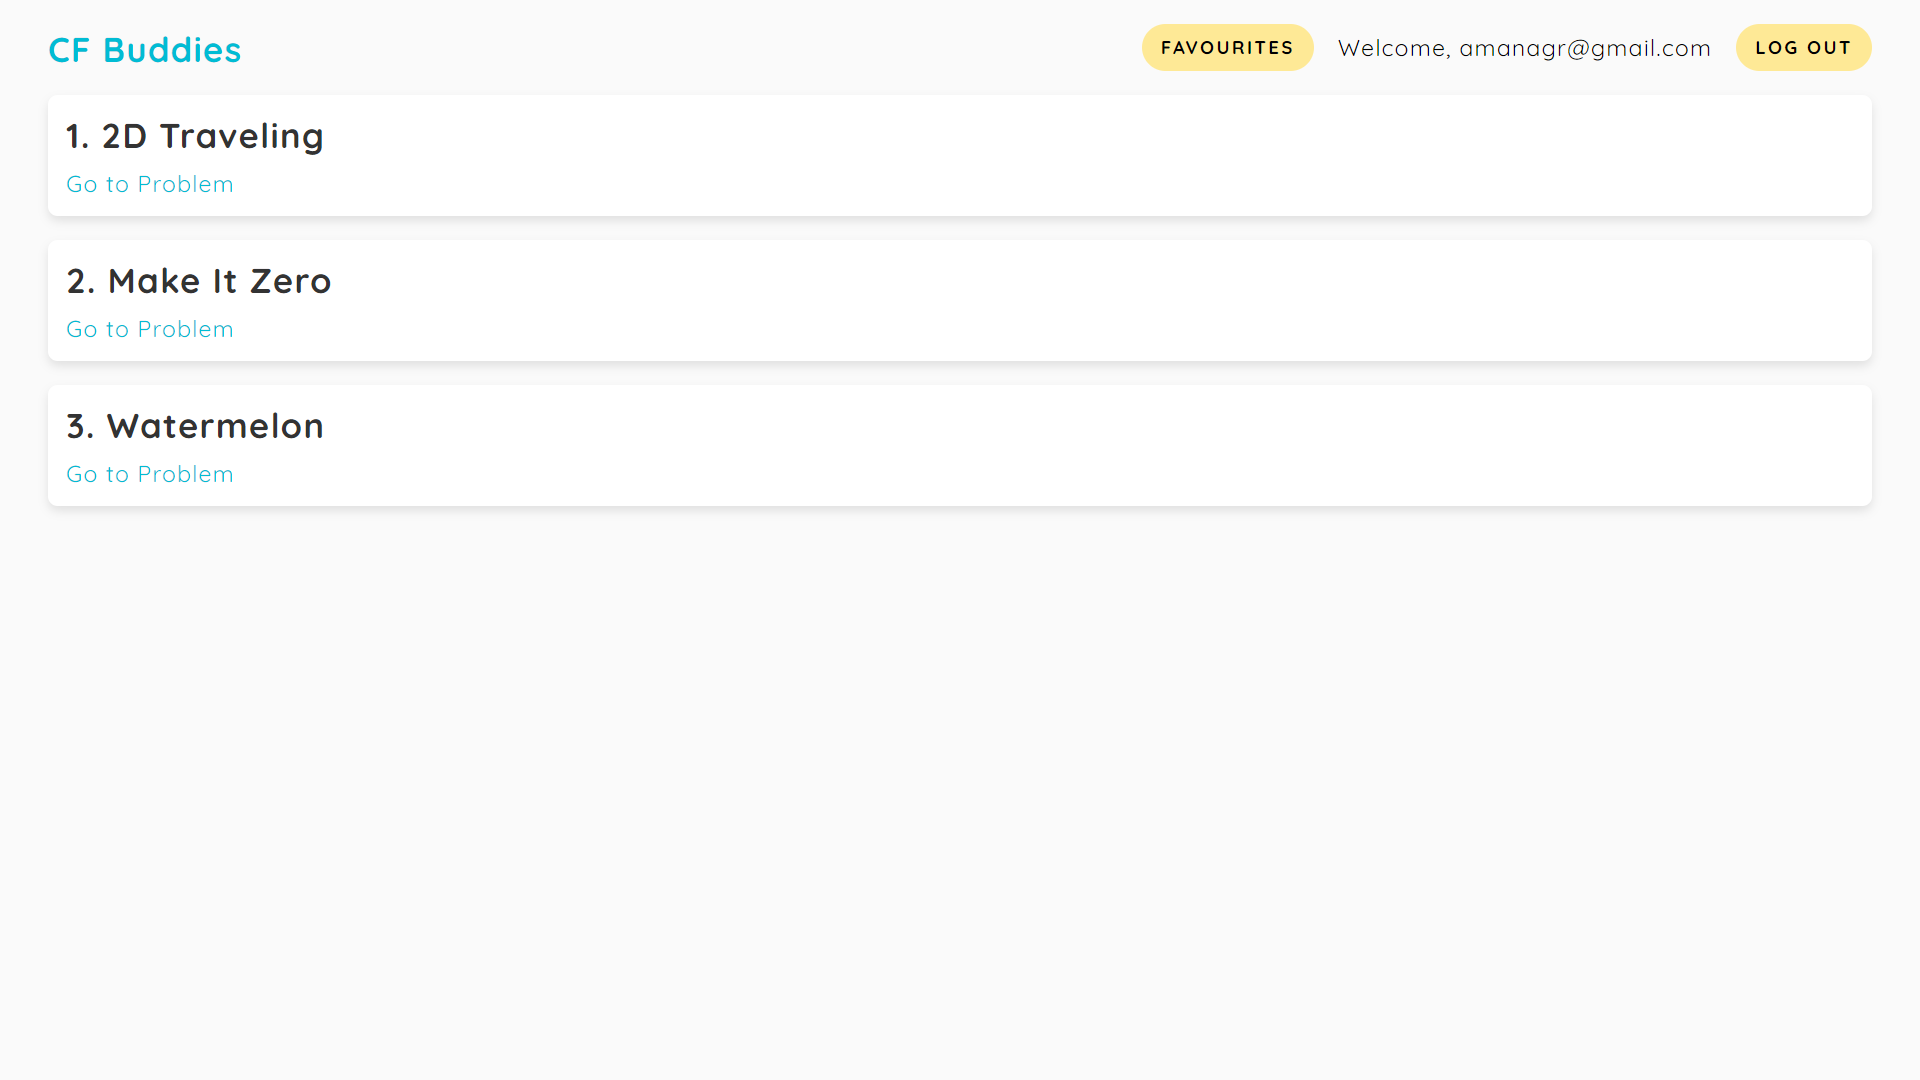 CF Buddies
FAVOURITES
Welcome, amanagr@gmail.com
LOG OUT
1. 2D Traveling
Go to Problem
2. Make It Zero
Go to Problem
3. Watermelon
Go to Problem